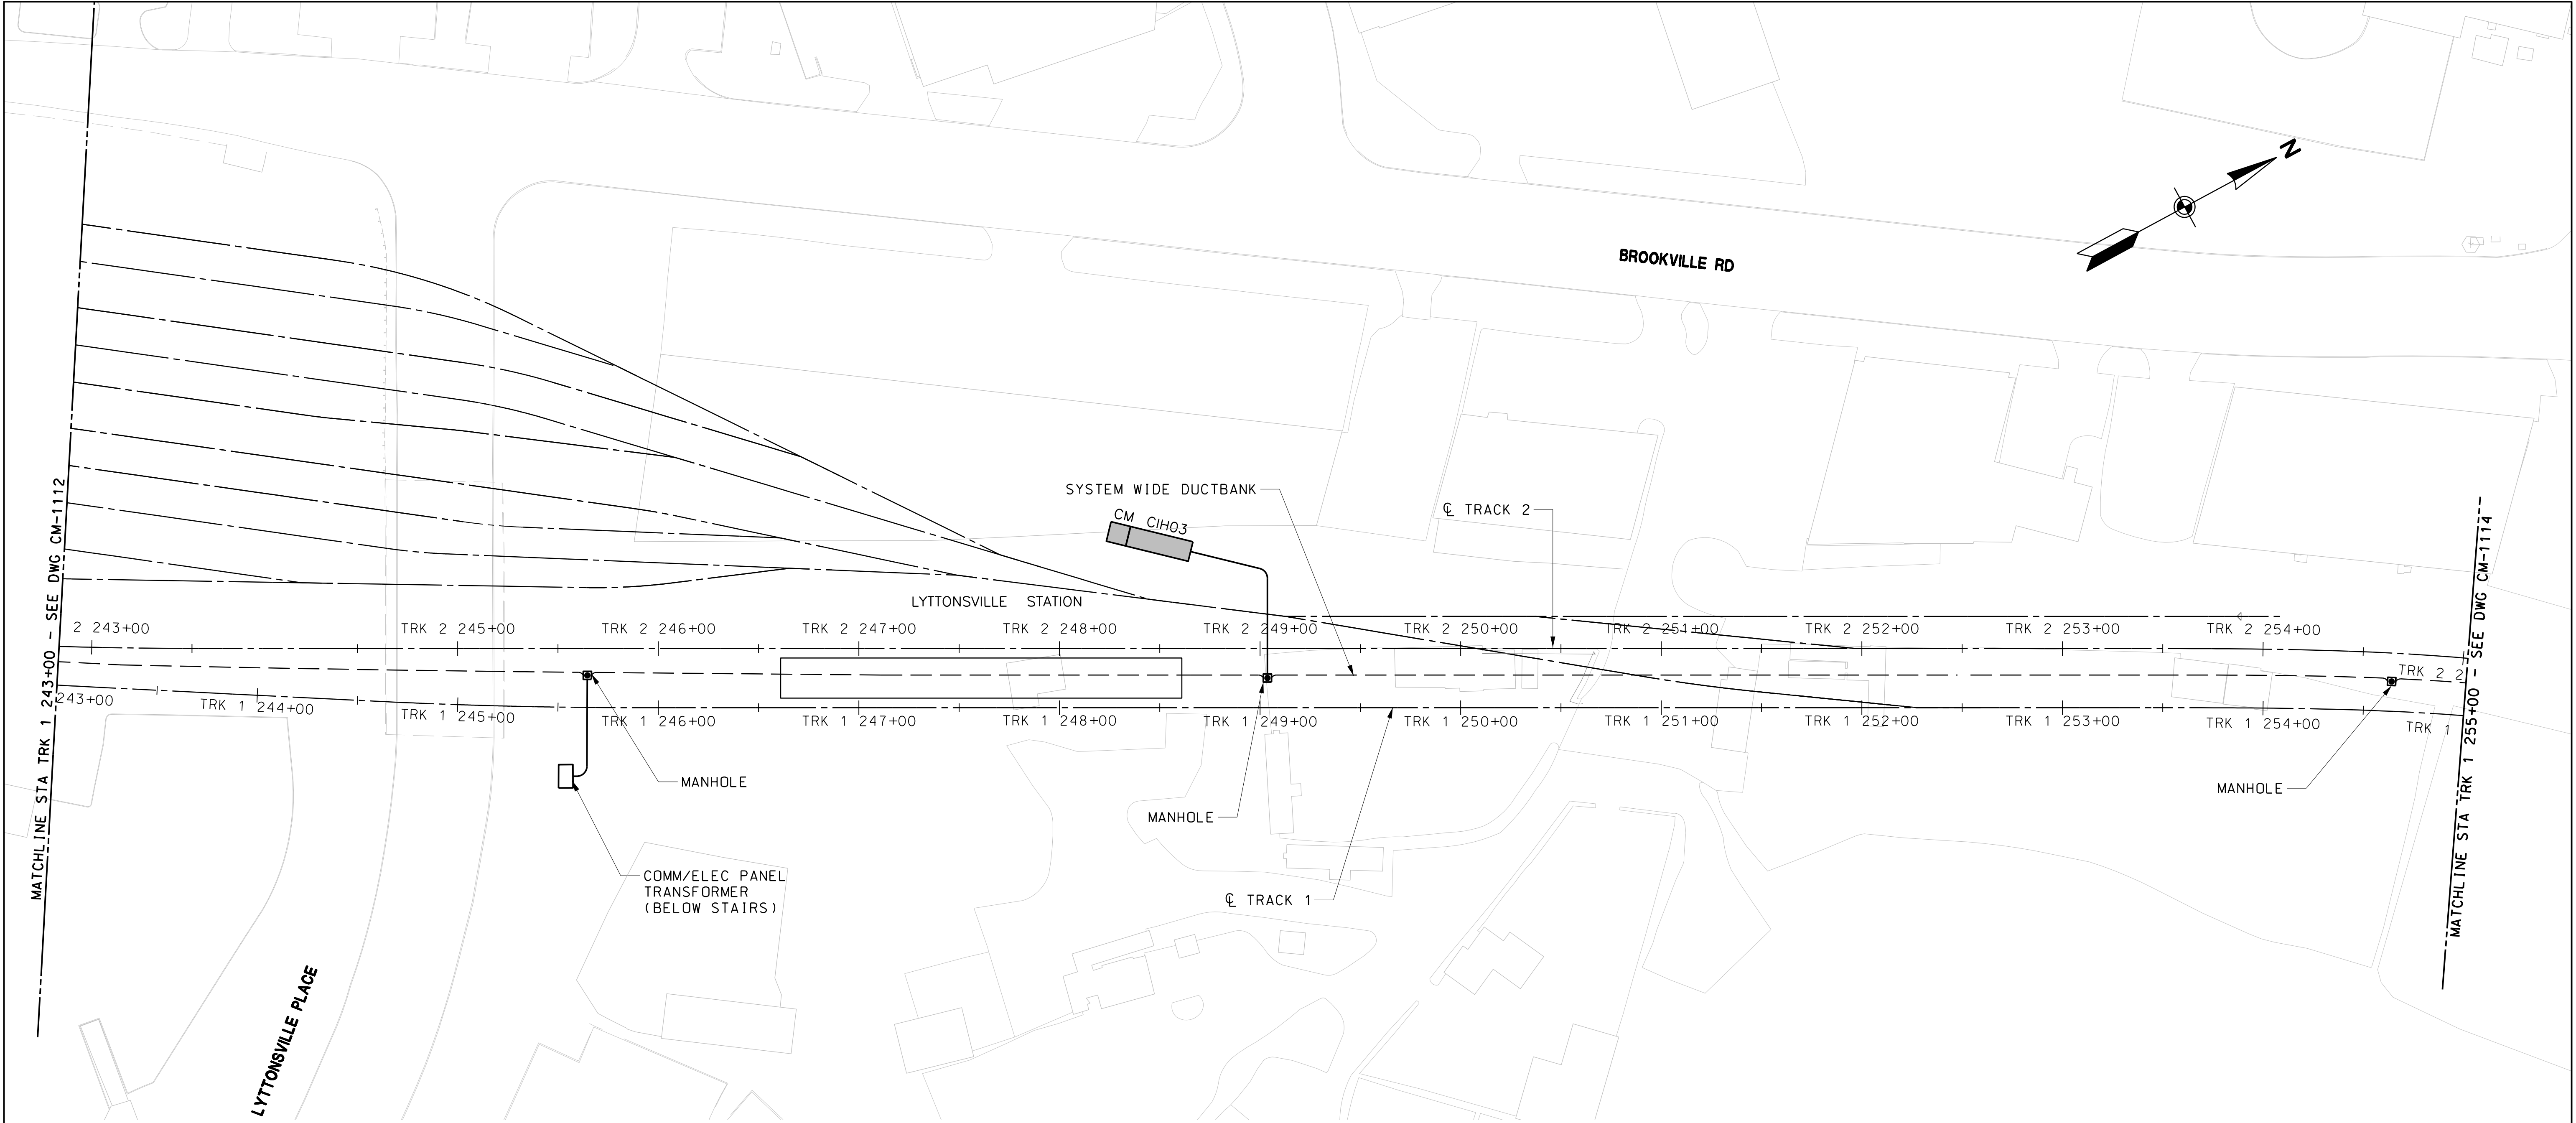 N
BROOKVILLE RD
MATCHLINE STA TRK 1 243+00 - SEE DWG CM-1112
SYSTEM WIDE DUCTBANK
℄ TRACK 2
CM CIH03
LYTTONSVILLE STATION
2 243+00
TRK 2 245+00
TRK 2 246+00
TRK 2 247+00
TRK 2 248+00
TRK 2 249+00
TRK 2 250+00
TRK 2 251+00
TRK 2 252+00
TRK 2 253+00
TRK 2 254+00
TRK 2 2
243+00
TRK 1 244+00
TRK 1 245+00
TRK 1 246+00
TRK 1 247+00
TRK 1 248+00
TRK 1 249+00
TRK 1 250+00
TRK 1 251+00
TRK 1 252+00
TRK 1 253+00
TRK 1 254+00
TRK 1
MATCHLINE STA TRK 1 255+00 - SEE DWG CM-1114
MANHOLE
MANHOLE
MANHOLE
COMM/ELEC PANEL
TRANSFORMER
(BELOW STAIRS)
℄ TRACK 1
LYTTONSVILLE PLACE